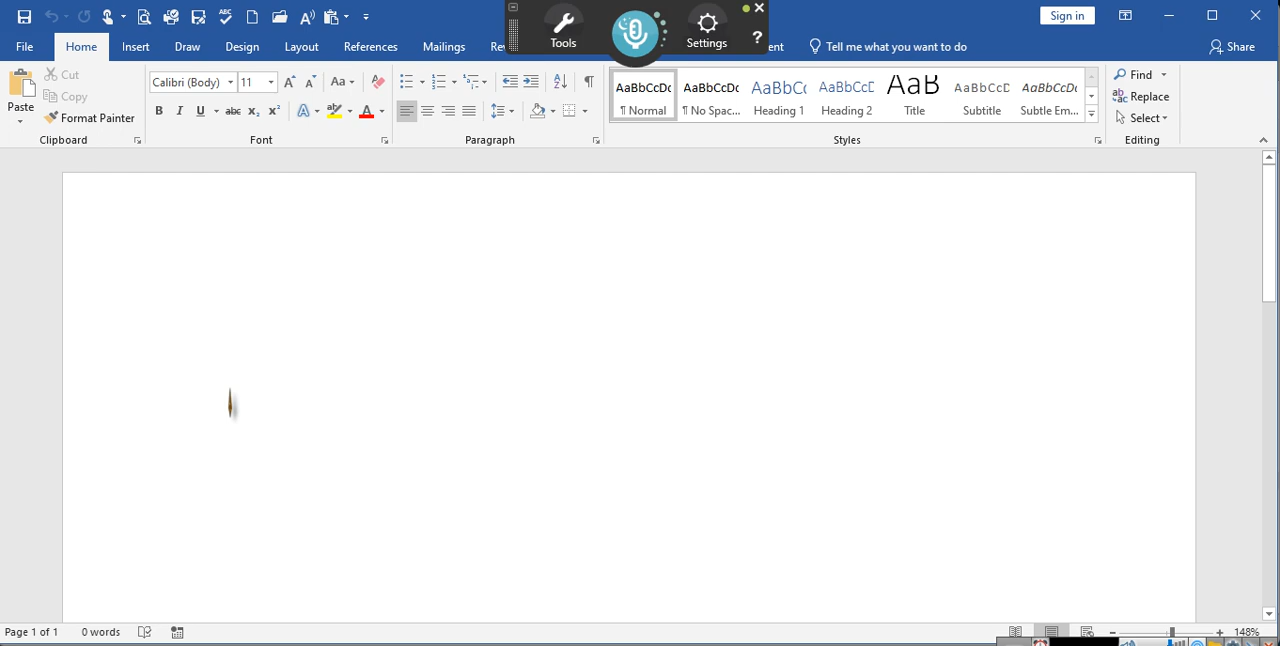 Sign in
Tools
Settings
?
File
Home
Insert
Draw
Design
Layout
References
Mailings
Tell me what you want to do
Share
Paste
Cut
Copy
Format Painter
Clipboard
Calibri (Body)
11
Aa
B I U abc x₂ x² A ab A
Font
Paragraph
AaBbCcDc
¶ Normal
AaBbCcDc
¶ No Spac...
AaBbCc
Heading 1
AaBbCcC
Heading 2
AaB
Title
AaBbCcD
Subtitle
AaBbCcDc
Subtle Em...
Styles
Find
Replace
Select
Editing
Page 1 of 1
0 words
148%